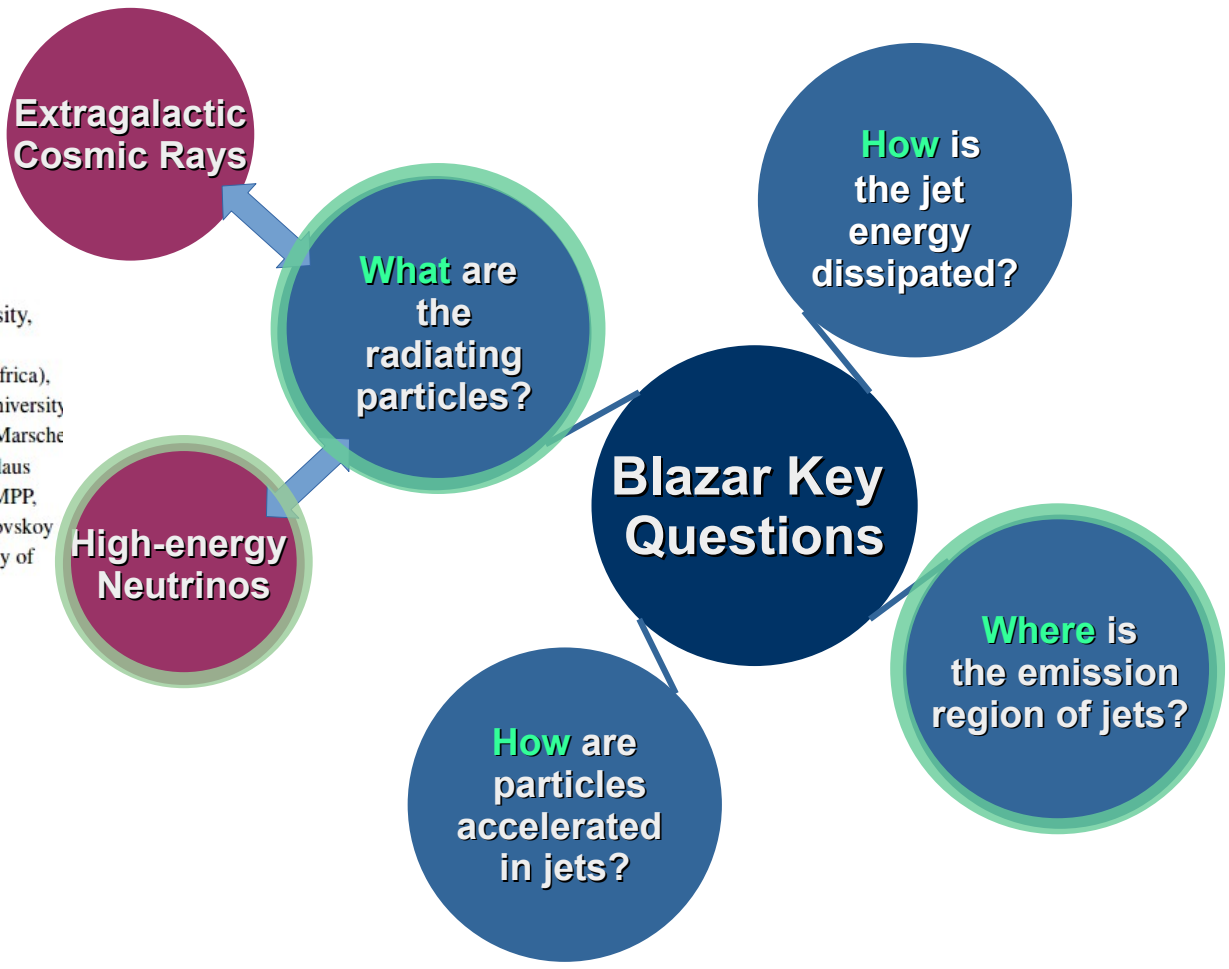 Extragalactic
Cosmic Rays
How is
the jet
energy
dissipated?
What are
the
radiating
particles?
sity,
frica),
niversity
Marsche
laus
MPP,
ovskoy
y of
Blazar Key
Questions
High-energy
Neutrinos
Where is
the emission
region of jets?
How are
particles
accelerated
in jets?